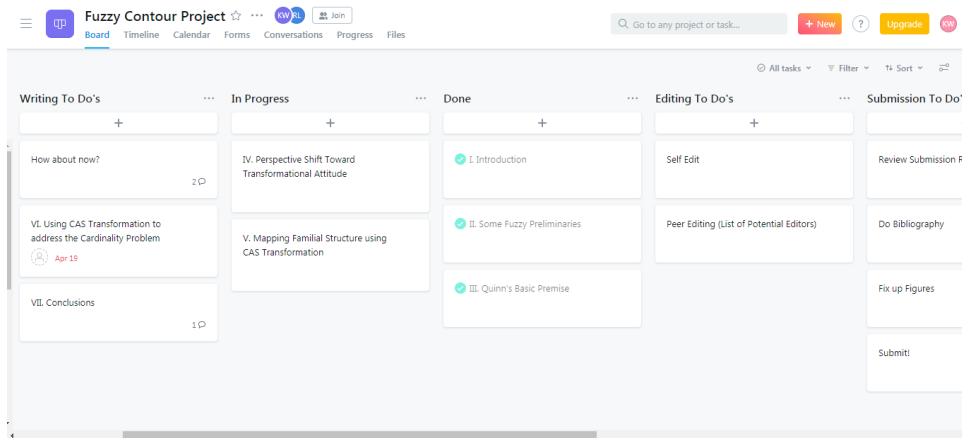 Fuzzy Contour Project
KW RL
Join
Board Timeline Calendar Forms Conversations Progress Files
Go to any project or task...
+ New
?
Upgrade
KW
All tasks
Filter
Sort
Writing To Do's
+
How about now?
2
VI. Using CAS Transformation to
address the Cardinality Problem
Apr 19
VII. Conclusions
1
In Progress
+
IV. Perspective Shift Toward
Transformational Attitude
V. Mapping Familial Structure using
CAS Transformation
Done
+
I. Introduction
II. Some Fuzzy Preliminaries
III. Quinn's Basic Premise
Editing To Do's
+
Self Edit
Peer Editing (List of Potential Editors)
Submission To Do'
Review Submission R
Do Bibliography
Fix up Figures
Submit!